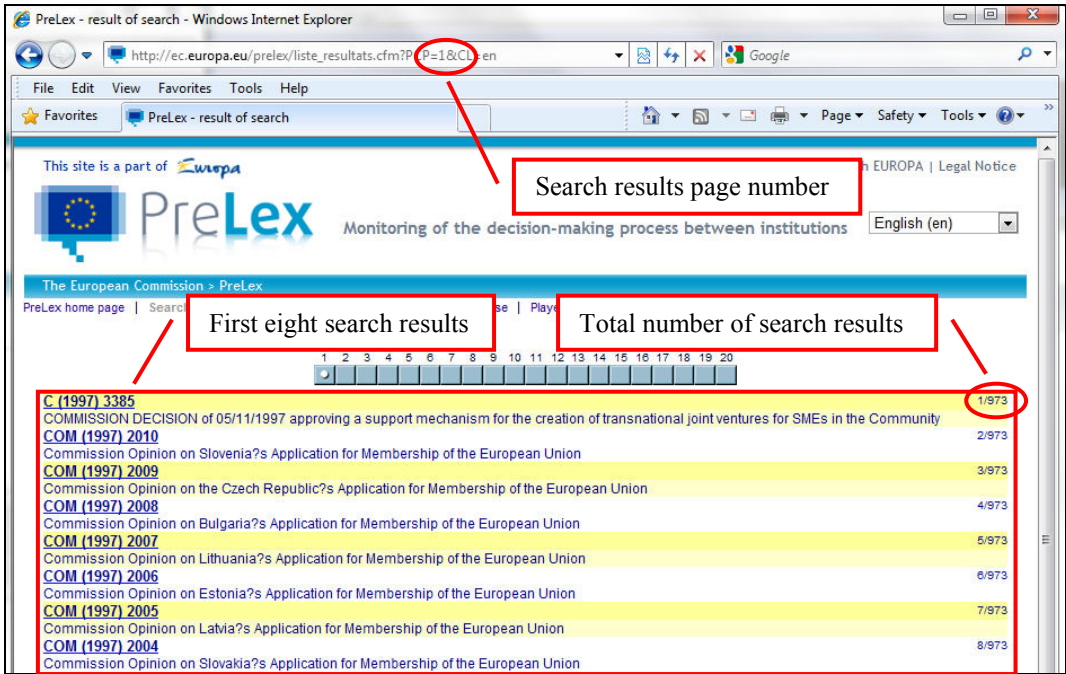 PreLex - result of search - Windows Internet Explorer
http://ec.europa.eu/prelex/liste_resultats.cfm?P P=1&CL en
Google
File Edit View Favorites Tools Help
Favorites PreLex - result of search Page Safety Tools
This site is a part of Europa EUROPA | Legal Notice
Search results page number
PreLex Monitoring of the decision-making process between institutions English (en)
The European Commission > PreLex
PreLex home page | Search | Play
First eight search results Total number of search results
1 2 3 4 5 6 7 8 9 10 11 12 13 14 15 16 17 18 19 20
C (1997) 3385 1/973
COMMISSION DECISION of 05/11/1997 approving a support mechanism for the creation of transnational joint ventures for SMEs in the Community
COM (1997) 2010 2/973
Commission Opinion on Slovenia?s Application for Membership of the European Union
COM (1997) 2009 3/973
Commission Opinion on the Czech Republic?s Application for Membership of the European Union
COM (1997) 2008 4/973
Commission Opinion on Bulgaria?s Application for Membership of the European Union
COM (1997) 2007 5/973
Commission Opinion on Lithuania?s Application for Membership of the European Union
COM (1997) 2006 6/973
Commission Opinion on Estonia?s Application for Membership of the European Union
COM (1997) 2005 7/973
Commission Opinion on Latvia?s Application for Membership of the European Union
COM (1997) 2004 8/973
Commission Opinion on Slovakia?s Application for Membership of the European Union